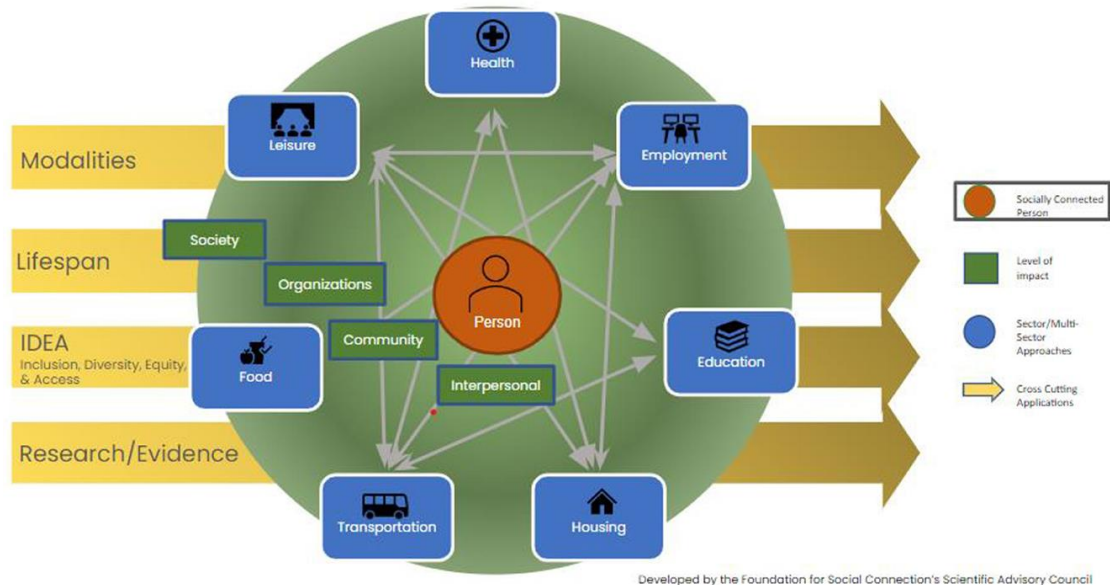 Health
Leisure
Employment
Modalities
Society
Lifespan
Organizations
Person
Community
IDEA
Inclusion, Diversity, Equity,
& Access
Food
Education
Interpersonal
Research/Evidence
Transportation
Housing
Socially Connected
Person
Level of
impact
Sector/Multi-
Sector
Approaches
Cross Cutting
Applications
Developed by the Foundation for Social Connection's Scientific Advisory Council